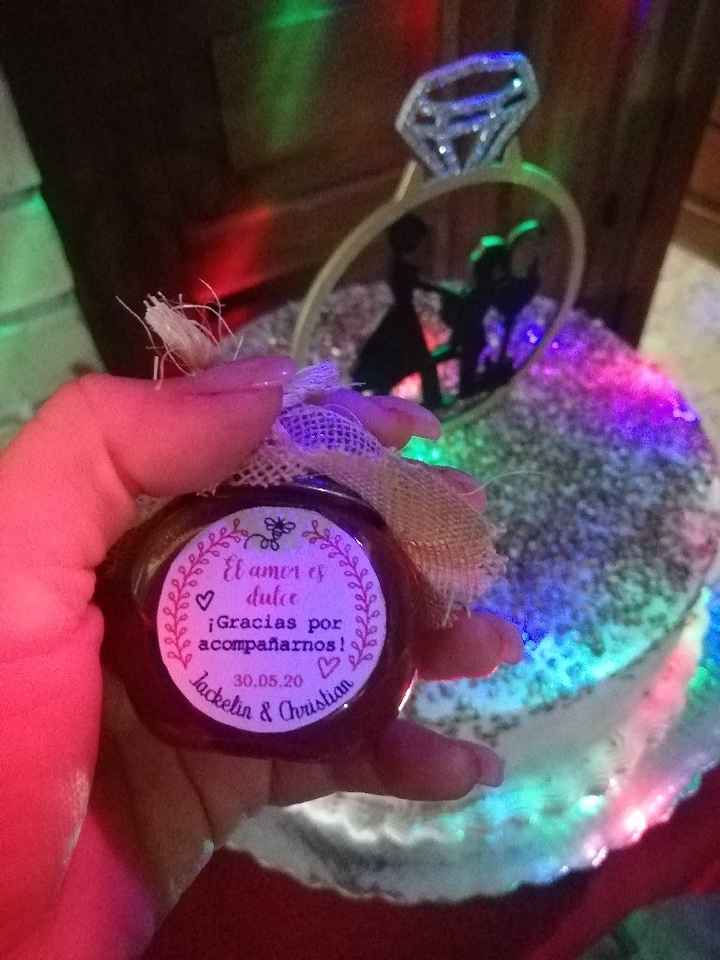 El amor es
dulce
¡Gracias por
acompañarnos!
30.05.20
Jackelin & Christian